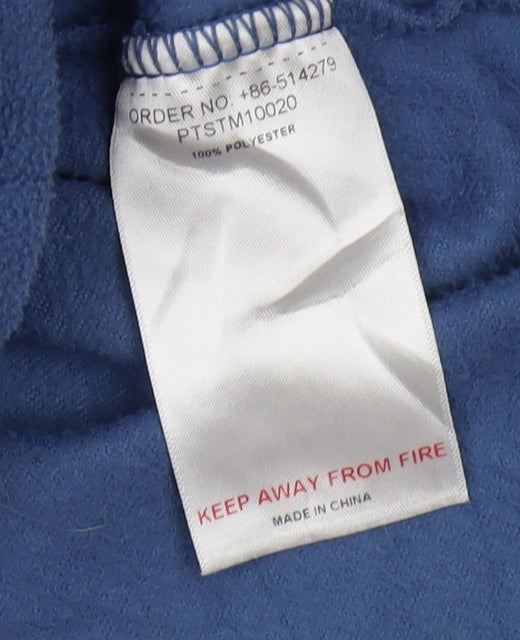 ORDER NO. +86-514279
PTSTM10020
100% POLYESTER
KEEP AWAY FROM FIRE
MADE IN CHINA